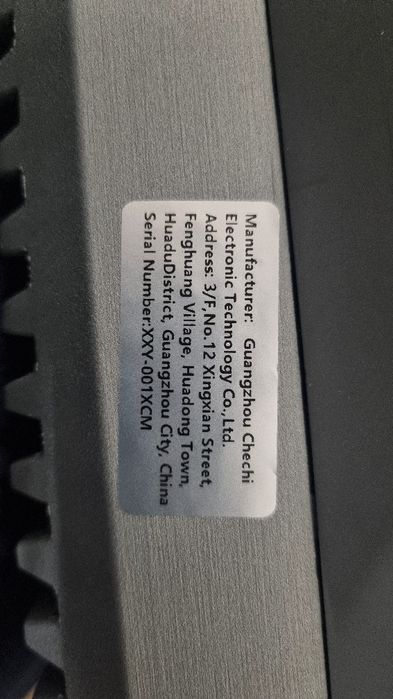 Manufacturer: Guangzhou Chechi
Electronic Technology Co., Ltd.
Address: 3/F,No.12 Xingxian Street,
Fenghuang Village, Huadong Town,
HuaduDistrict, Guangzhou City, China
Serial Number:XXY-001XCM